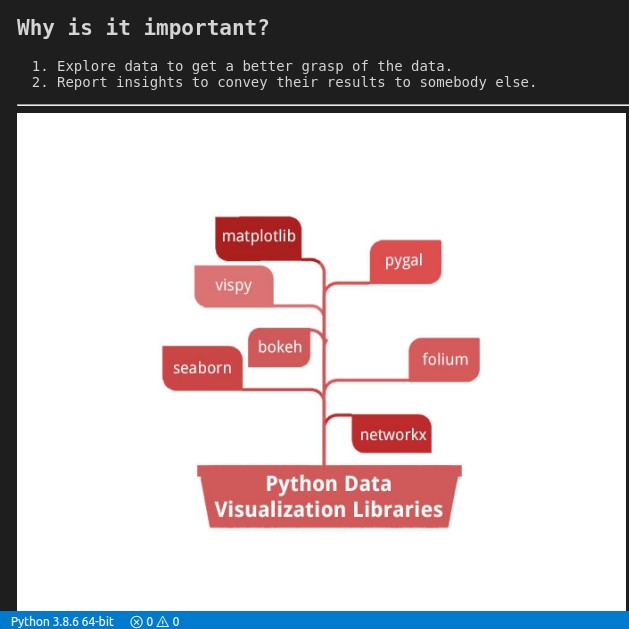 Why is it important?
1. Explore data to get a better grasp of the data.
2. Report insights to convey their results to somebody else.
matplotlib
pygal
vispy
bokeh
folium
seaborn
networkx
Python Data
Visualization Libraries
Python 3.8.6 64-bit 0 0